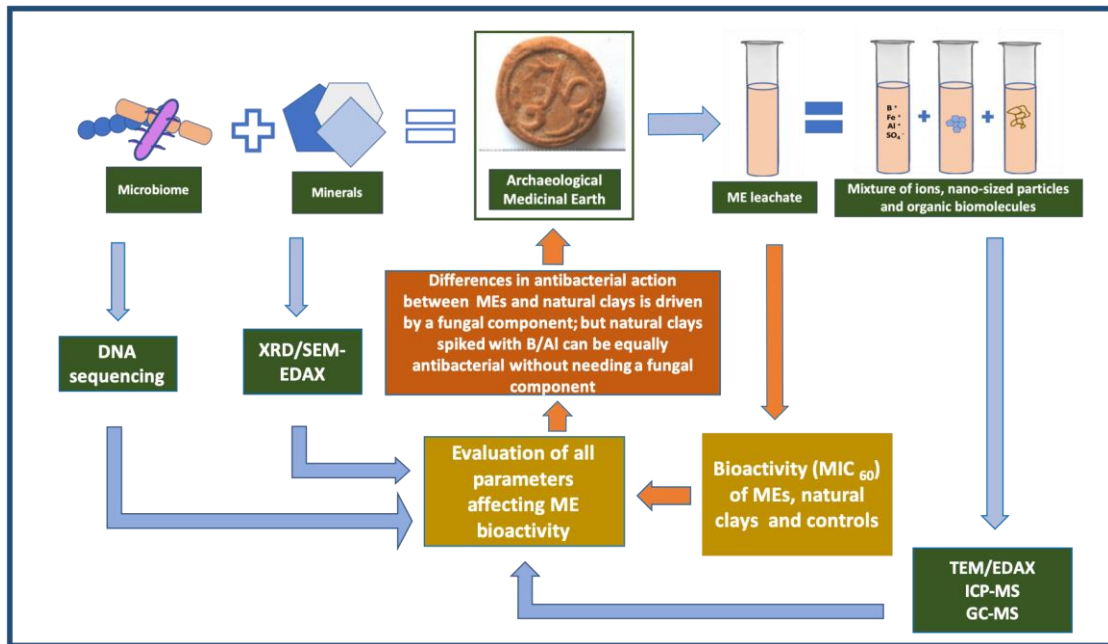 B⁺
Fe⁺
Al⁺
SO₄⁻
Microbiome
Minerals
Archaeological
Medicinal Earth
ME leachate
Mixture of ions, nano-sized particles
and organic biomolecules
Differences in antibacterial action
between MEs and natural clays is driven
by a fungal component; but natural clays
spiked with B/Al can be equally
antibacterial without needing a fungal
component
DNA
sequencing
XRD/SEM-
EDAX
Evaluation of all
parameters
affecting ME
bioactivity
Bioactivity (MIC ₆₀)
of MEs, natural
clays and controls
TEM/EDAX
ICP-MS
GC-MS